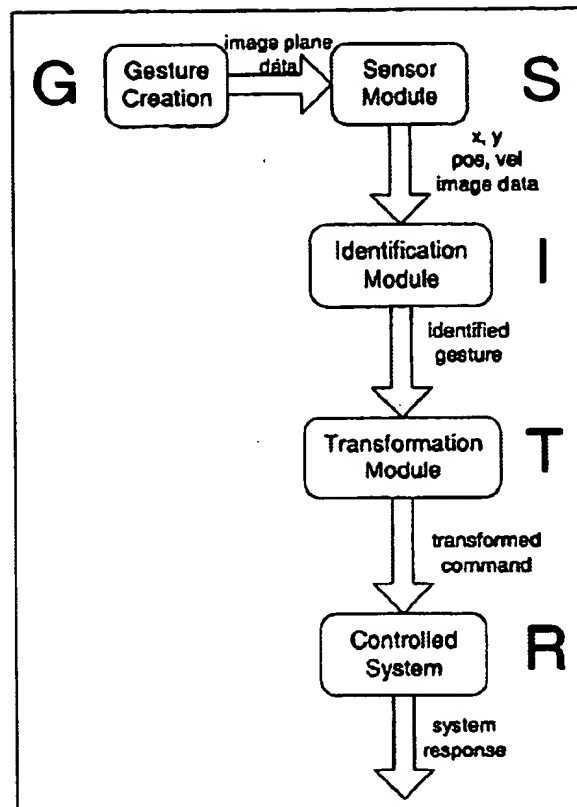 G
Gesture
Creation
image plane
data
Sensor
Module
S
x, y
pos, vel
image data
Identification
Module
I
identified
gesture
Transformation
Module
T
transformed
command
Controlled
System
R
system
response